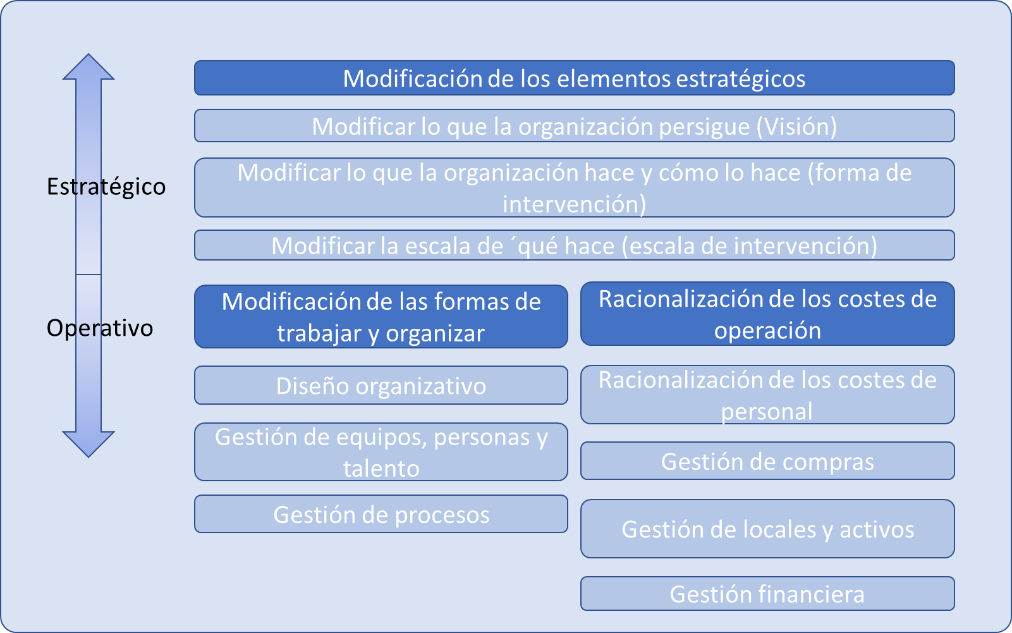 Modificación de los elementos estratégicos
Modificar lo que la organización persigue (Visión)
Modificar lo que la organización hace y cómo lo hace (forma de
intervención)
Estratégico
Modificar la escala de ´qué hace (escala de intervención)
Operativo
Modificación de las formas de
trabajar y organizar
Diseño organizativo
Gestión de equipos, personas y
talento
Gestión de procesos
Racionalización de los costes de
operación
Racionalización de los costes de
personal
Gestión de compras
Gestión de locales y activos
Gestión financiera